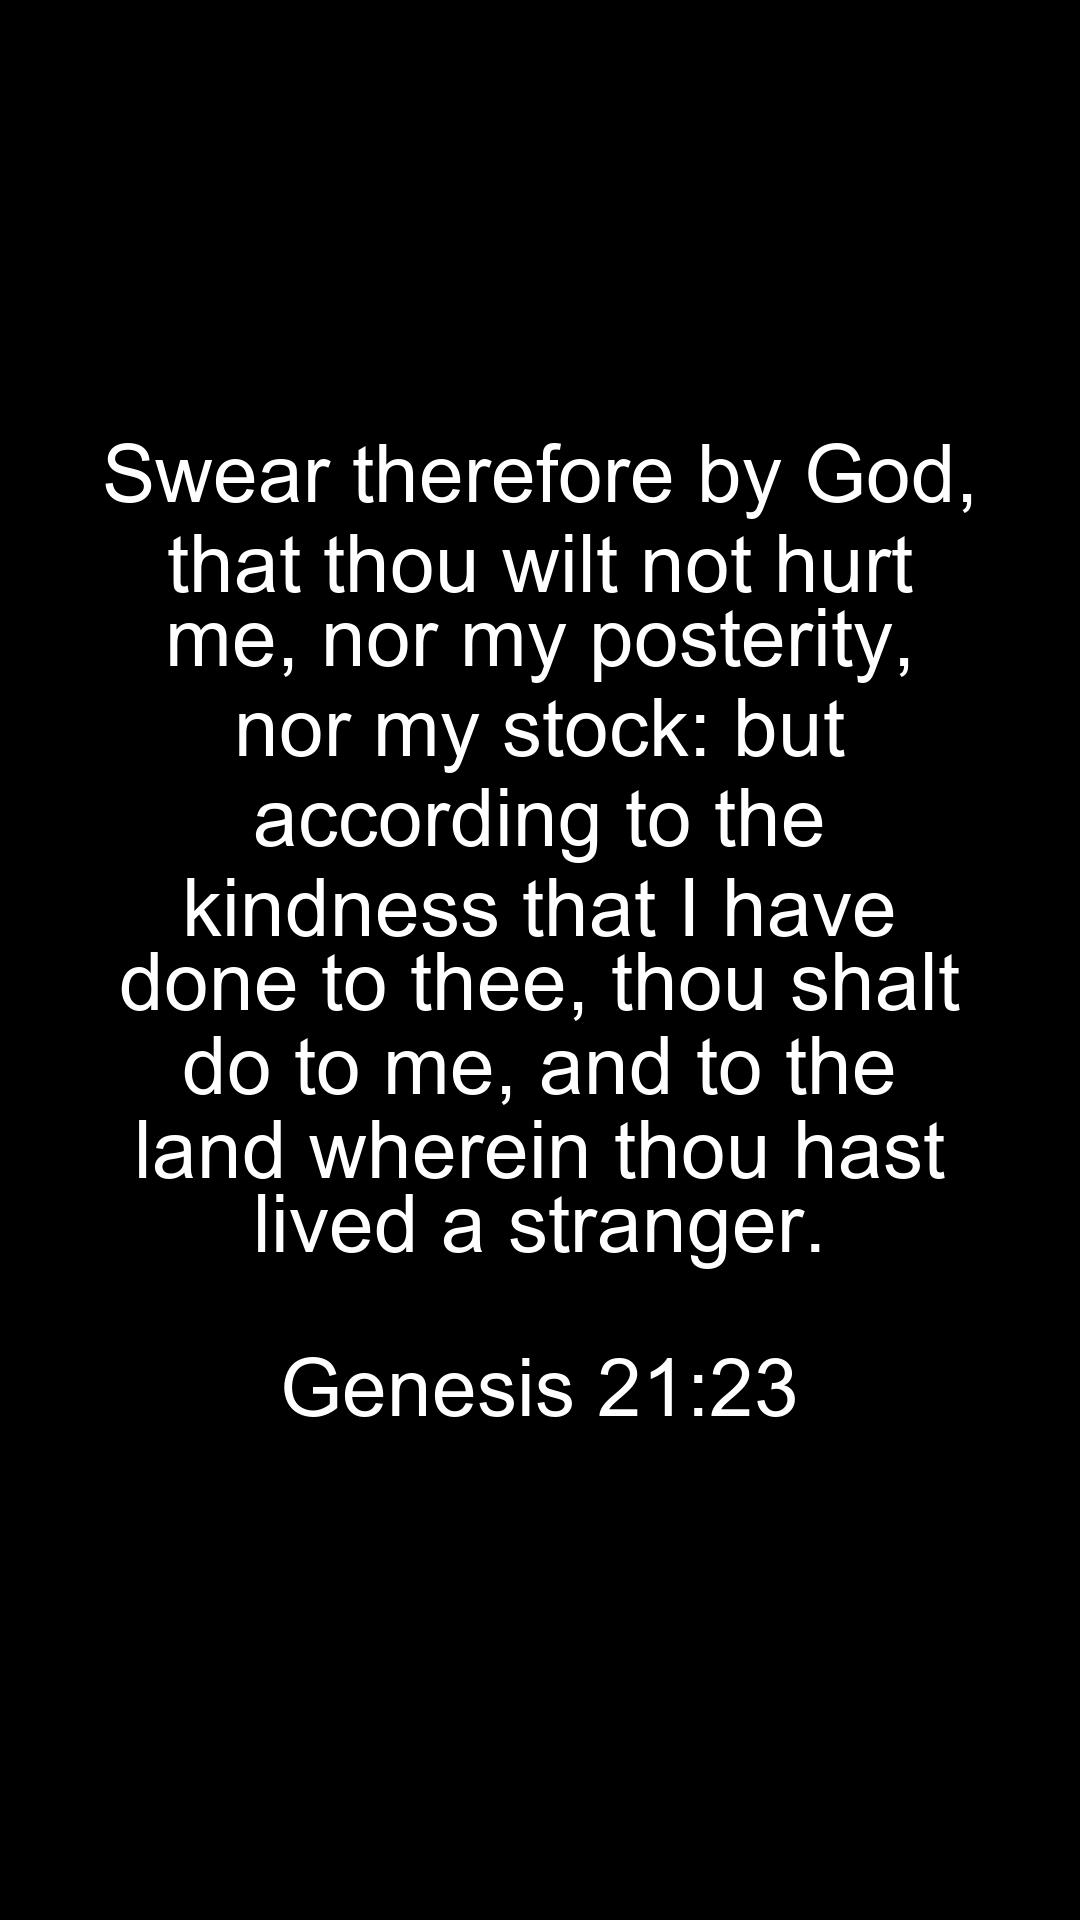 Swear therefore by God,
that thou wilt not hurt
me, nor my posterity,
nor my stock: but
according to the
kindness that I have
done to thee, thou shalt
do to me, and to the
land wherein thou hast
lived a stranger.
Genesis 21:23